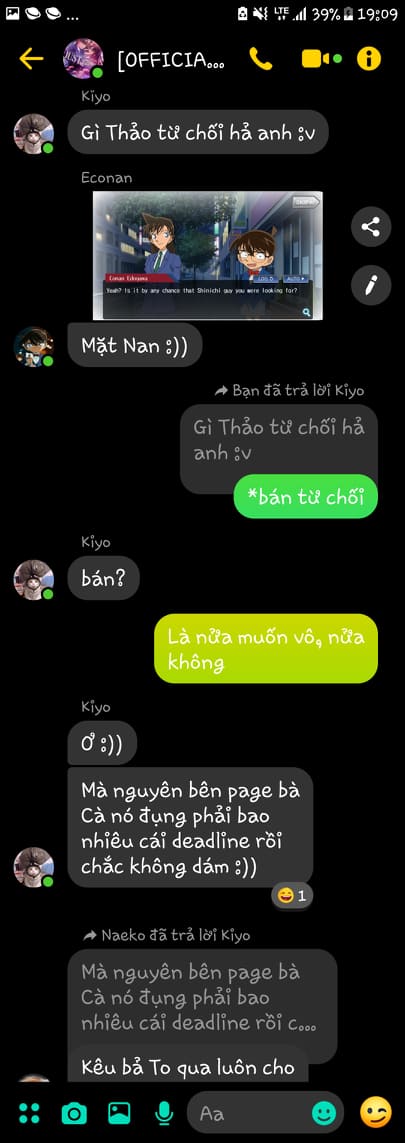 39% 19:09
LTE
[OFFICIA...
Kiyo
Gì Thảo từ chối hả anh :v
Econan
SKIP
Conan Edogawa
LOG
AUTO
Yeah? Is it by any chance that Shinichi guy you were looking for?
Mặt Nan :))
Bạn đã trả lời Kiyo
Gì Thảo từ chối hả
anh :v
*bán từ chối
Kiyo
bán?
Là nửa muốn vô, nửa
không
Kiyo
Ơ :))
Mà nguyên bên page bà
Cà nó đụng phải bao
nhiêu cái deadline rồi
chắc không dám :))
1
Naeko đã trả lời Kiyo
Mà nguyên bên page bà
Cà nó đụng phải bao
nhiêu cái deadline rồi c...
Kêu bả To qua luôn cho
Aa